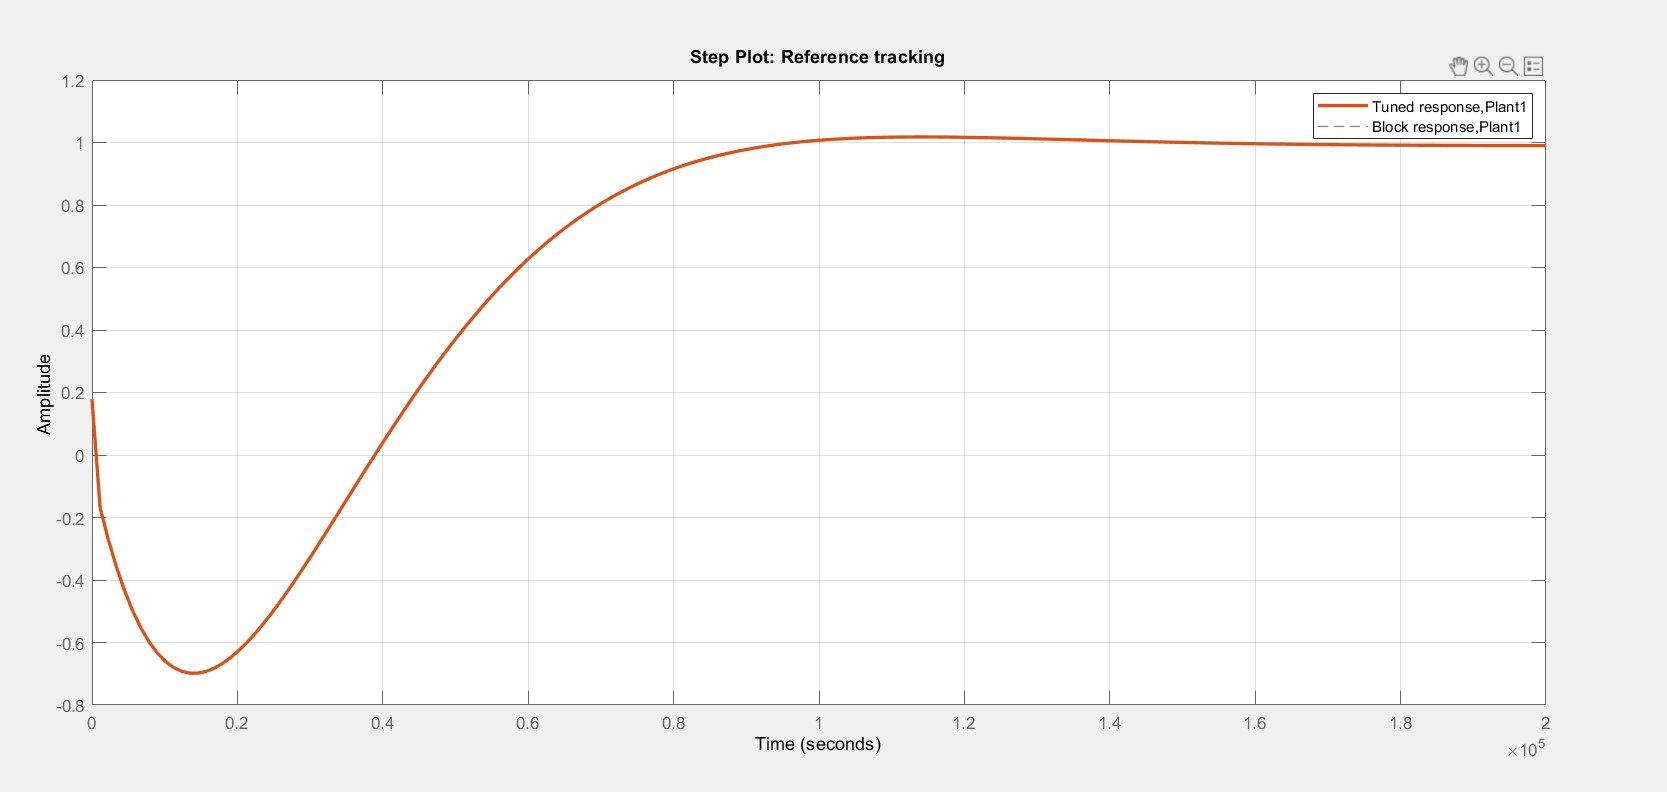 Step Plot: Reference tracking
Tuned response,Plant1
Block response,Plant1
1.2
1
0.8
0.6
0.4
0.2
0
-0.2
-0.4
-0.6
-0.8
Amplitude
0 0.2 0.4 0.6 0.8 1 1.2 1.4 1.6 1.8 2
Time (seconds)
×10⁵